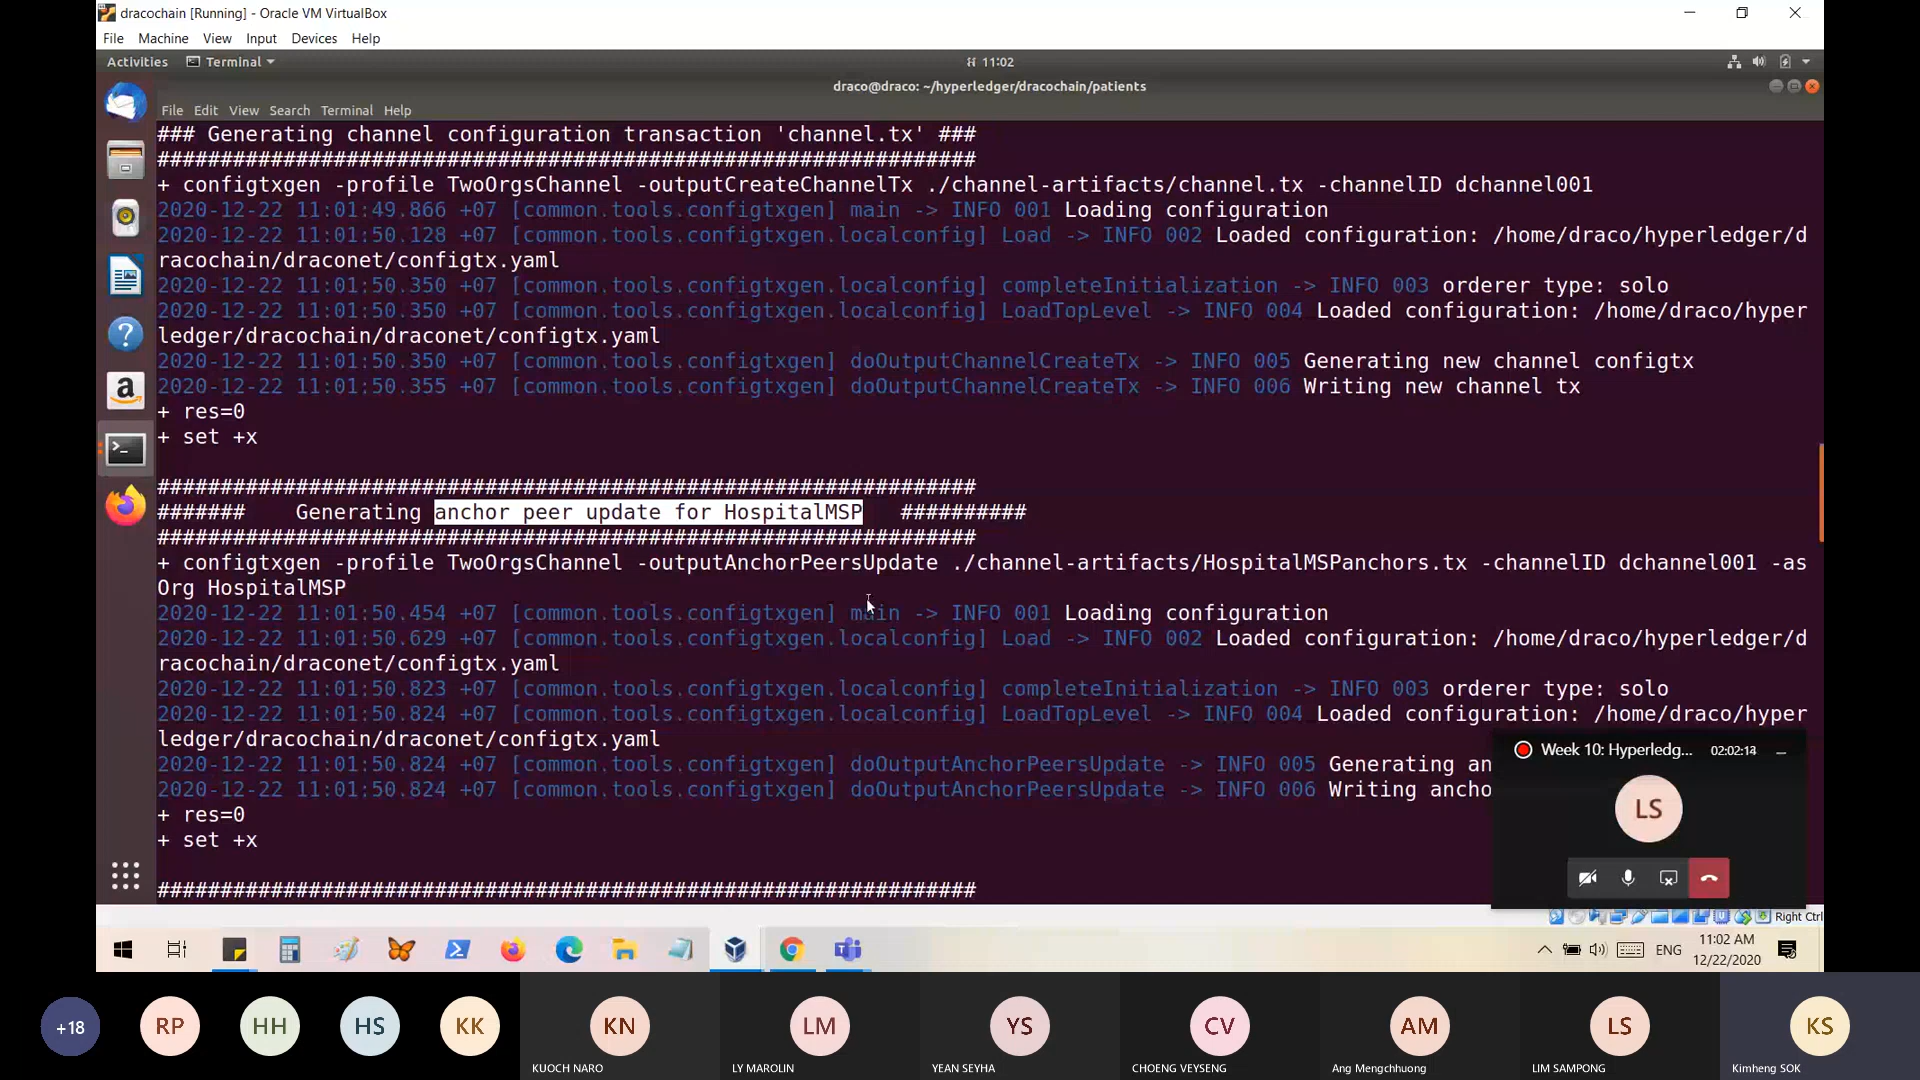 dracochain [Running] - Oracle VM VirtualBox
File Machine View Input Devices Help
Activities Terminal 11:02
draco@draco: ~/hyperledger/dracochain/patients
File Edit View Search Terminal Help
### Generating channel configuration transaction 'channel.tx' ###
#################################################################
+ configtxgen -profile TwoOrgsChannel -outputCreateChannelTx ./channel-artifacts/channel.tx -channelID dchannel001
2020-12-22 11:01:49.866 +07 [common.tools.configtxgen] main -> INFO 001 Loading configuration
2020-12-22 11:01:50.128 +07 [common.tools.configtxgen.localconfig] Load -> INFO 002 Loaded configuration: /home/draco/hyperledger/d
racochain/draconet/configtx.yaml
2020-12-22 11:01:50.350 +07 [common.tools.configtxgen.localconfig] completeInitialization -> INFO 003 orderer type: solo
2020-12-22 11:01:50.350 +07 [common.tools.configtxgen.localconfig] LoadTopLevel -> INFO 004 Loaded configuration: /home/draco/hyper
ledger/dracochain/draconet/configtx.yaml
2020-12-22 11:01:50.350 +07 [common.tools.configtxgen] doOutputChannelCreateTx -> INFO 005 Generating new channel configtx
2020-12-22 11:01:50.355 +07 [common.tools.configtxgen] doOutputChannelCreateTx -> INFO 006 Writing new channel tx
+ res=0
+ set +x
#################################################################
####### Generating anchor peer update for HospitalMSP ##########
#################################################################
+ configtxgen -profile TwoOrgsChannel -outputAnchorPeersUpdate ./channel-artifacts/HospitalMSPanchors.tx -channelID dchannel001 -as
Org HospitalMSP
2020-12-22 11:01:50.454 +07 [common.tools.configtxgen] main -> INFO 001 Loading configuration
2020-12-22 11:01:50.629 +07 [common.tools.configtxgen.localconfig] Load -> INFO 002 Loaded configuration: /home/draco/hyperledger/d
racochain/draconet/configtx.yaml
2020-12-22 11:01:50.823 +07 [common.tools.configtxgen.localconfig] completeInitialization -> INFO 003 orderer type: solo
2020-12-22 11:01:50.824 +07 [common.tools.configtxgen.localconfig] LoadTopLevel -> INFO 004 Loaded configuration: /home/draco/hyper
ledger/dracochain/draconet/configtx.yaml
2020-12-22 11:01:50.824 +07 [common.tools.configtxgen] doOutputAnchorPeersUpdate -> INFO 005 Generating an
2020-12-22 11:01:50.824 +07 [common.tools.configtxgen] doOutputAnchorPeersUpdate -> INFO 006 Writing ancho
+ res=0
+ set +x
#################################################################
Week 10: Hyperledg... 02:02:14
LS
Right Ctrl
ENG
11:02 AM
12/22/2020
+18 RP HH HS KK KN LM YS CV AM LS KS
KUOCH NARO LY MAROLIN YEAN SEYHA CHOENG VEYSENG Ang Mengchhuong LIM SAMPONG Kimheng SOK